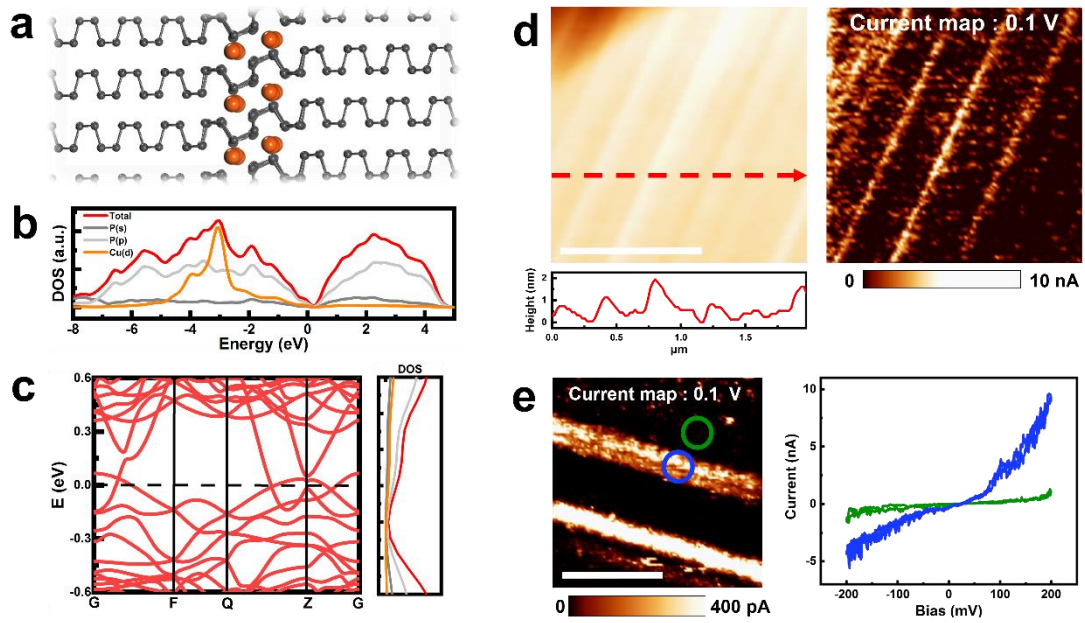 a
b
Total
P(s)
P(p)
Cu(d)
DOS (a.u.)
-8 -6 -4 -2 0 2 4
Energy (eV)
c
0.6
0.3
0.0
-0.3
-0.6
E (eV)
G F Q Z G
DOS
d
Current map : 0.1 V
0 10 nA
Height (nm)
2
1
0
0.0 0.5 1.0 1.5
µm
e
Current map : 0.1 V
0 400 pA
Current (nA)
10
5
0
-5
-200 -100 0 100 200
Bias (mV)